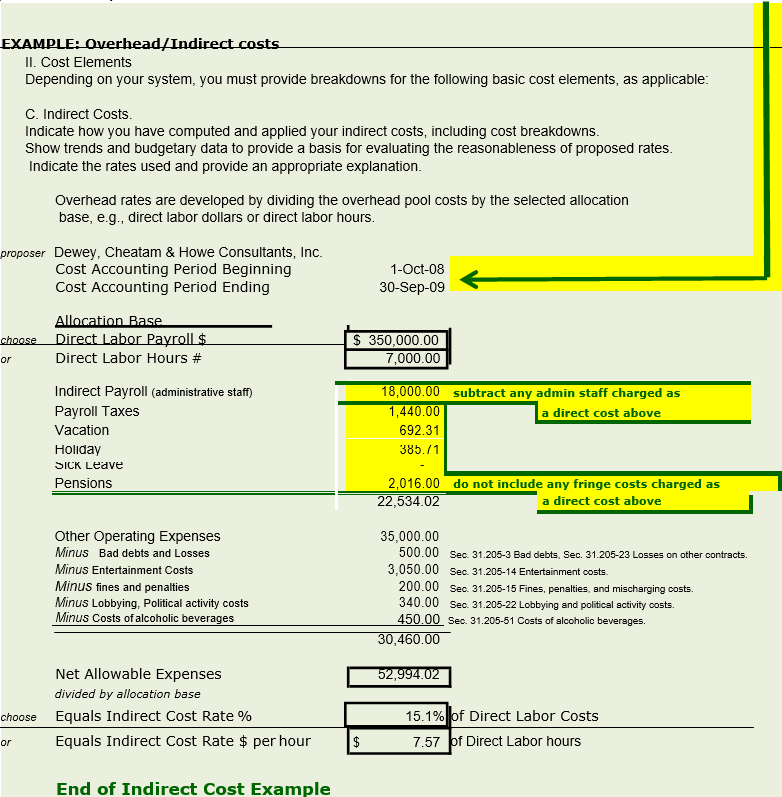 EXAMPLE: Overhead/Indirect costs
II. Cost Elements
Depending on your system, you must provide breakdowns for the following basic cost elements, as applicable:
C. Indirect Costs.
Indicate how you have computed and applied your indirect costs, including cost breakdowns.
Show trends and budgetary data to provide a basis for evaluating the reasonableness of proposed rates.
Indicate the rates used and provide an appropriate explanation.
Overhead rates are developed by dividing the overhead pool costs by the selected allocation
base, e.g., direct labor dollars or direct labor hours.
proposer Dewey, Cheatam & Howe Consultants, Inc.
Cost Accounting Period Beginning 1-Oct-08
Cost Accounting Period Ending 30-Sep-09
Allocation Base
choose Direct Labor Payroll $ $ 350,000.00
or Direct Labor Hours # 7,000.00
Indirect Payroll (administrative staff) 18,000.00 subtract any admin staff charged as
Payroll Taxes 1,440.00 a direct cost above
Vacation 692.31
Holiday 385.71
Sick Leave -
Pensions 2,016.00 do not include any fringe costs charged as
22,534.02 a direct cost above
Other Operating Expenses 35,000.00
Minus Bad debts and Losses 500.00 Sec. 31.205-3 Bad debts, Sec. 31.205-23 Losses on other contracts.
Minus Entertainment Costs 3,050.00 Sec. 31.205-14 Entertainment costs.
Minus fines and penalties 200.00 Sec. 31.205-15 Fines, penalties, and mischarging costs.
Minus Lobbying, Political activity costs 340.00 Sec. 31.205-22 Lobbying and political activity costs.
Minus Costs of alcoholic beverages 450.00 Sec. 31.205-51 Costs of alcoholic beverages.
30,460.00
Net Allowable Expenses 52,994.02
divided by allocation base
choose Equals Indirect Cost Rate % 15.1% of Direct Labor Costs
or Equals Indirect Cost Rate $ per hour $ 7.57 of Direct Labor hours
End of Indirect Cost Example